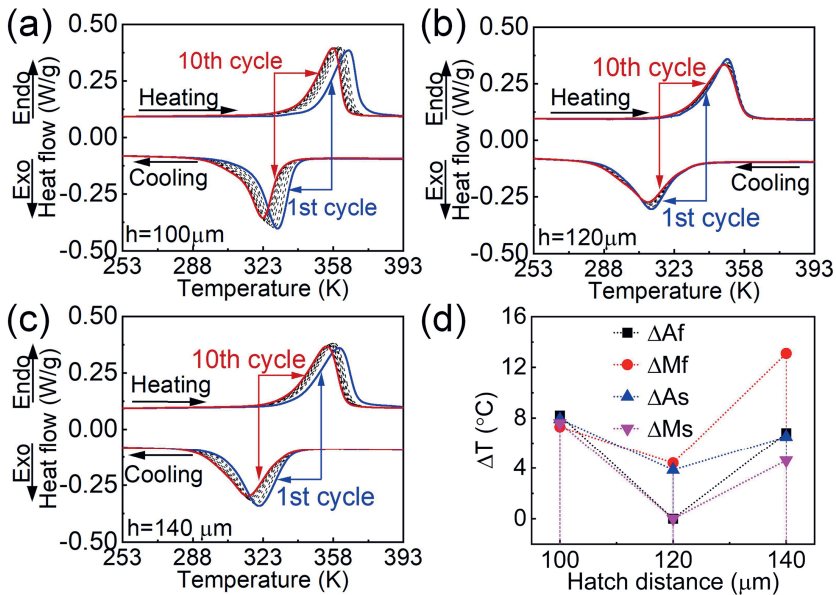 (a)
0.50
0.25
0.00
-0.25
-0.50
Exo Endo
Heat flow (W/g)
10th cycle
Heating
Cooling
1st cycle
h=100μm
253 288 323 358 393
Temperature (K)
(b)
0.50
0.25
0.00
-0.25
-0.50
Exo Endo
Heat flow (W/g)
10th cycle
Heating
Cooling
1st cycle
h=120μm
253 288 323 358 393
Temperature (K)
(c)
0.50
0.25
0.00
-0.25
-0.50
Exo Endo
Heat flow (W/g)
10th cycle
Heating
Cooling
1st cycle
h=140 μm
253 288 323 358 393
Temperature (K)
(d)
16
12
8
4
0
ΔT (°C)
ΔAf
ΔMf
ΔAs
ΔMs
100 120 140
Hatch distance (μm)